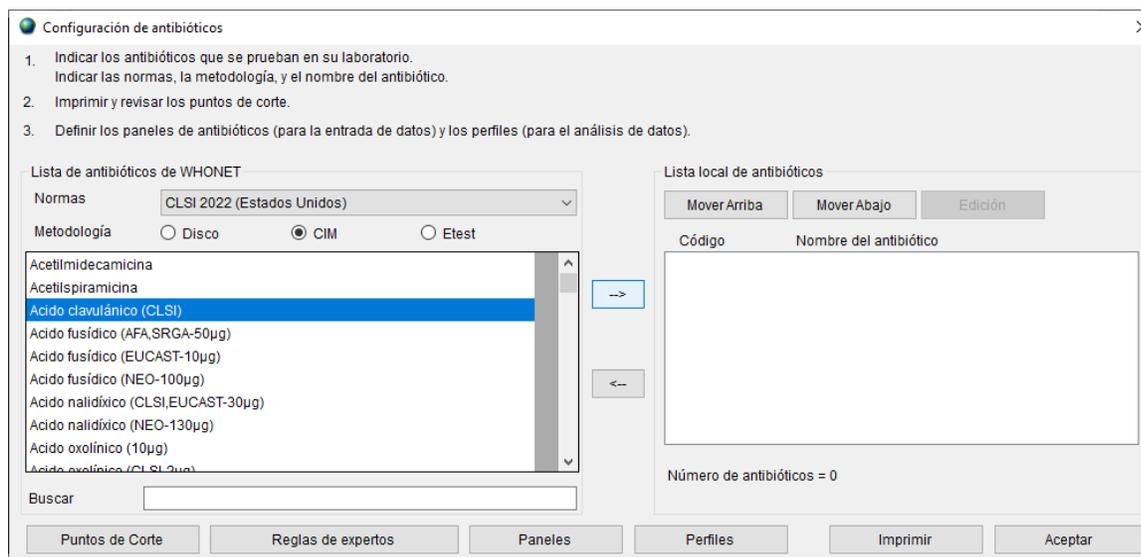 Configuración de antibióticos
1. Indicar los antibióticos que se prueban en su laboratorio.
Indicar las normas, la metodología, y el nombre del antibiótico.
2. Imprimir y revisar los puntos de corte.
3. Definir los paneles de antibióticos (para la entrada de datos) y los perfiles (para el análisis de datos).
Lista de antibióticos de WHONET
Normas CLSI 2022 (Estados Unidos)
Metodología Disco CIM Etest
Acetilmidecamicina
Acetilspiramicina
Acido clavulánico (CLSI)
Acido fusídico (AFA,SRGA-50µg)
Acido fusídico (EUCAST-10µg)
Acido fusídico (NEO-100µg)
Acido nalidíxico (CLSI,EUCAST-30µg)
Acido nalidíxico (NEO-130µg)
Acido oxolínico (10µg)
Acido oxolínico (CLSI 2µg)
Buscar
-->
<--
Lista local de antibióticos
Mover Arriba Mover Abajo Edición
Código Nombre del antibiótico
Número de antibióticos = 0
Puntos de Corte Reglas de expertos Paneles Perfiles Imprimir Aceptar